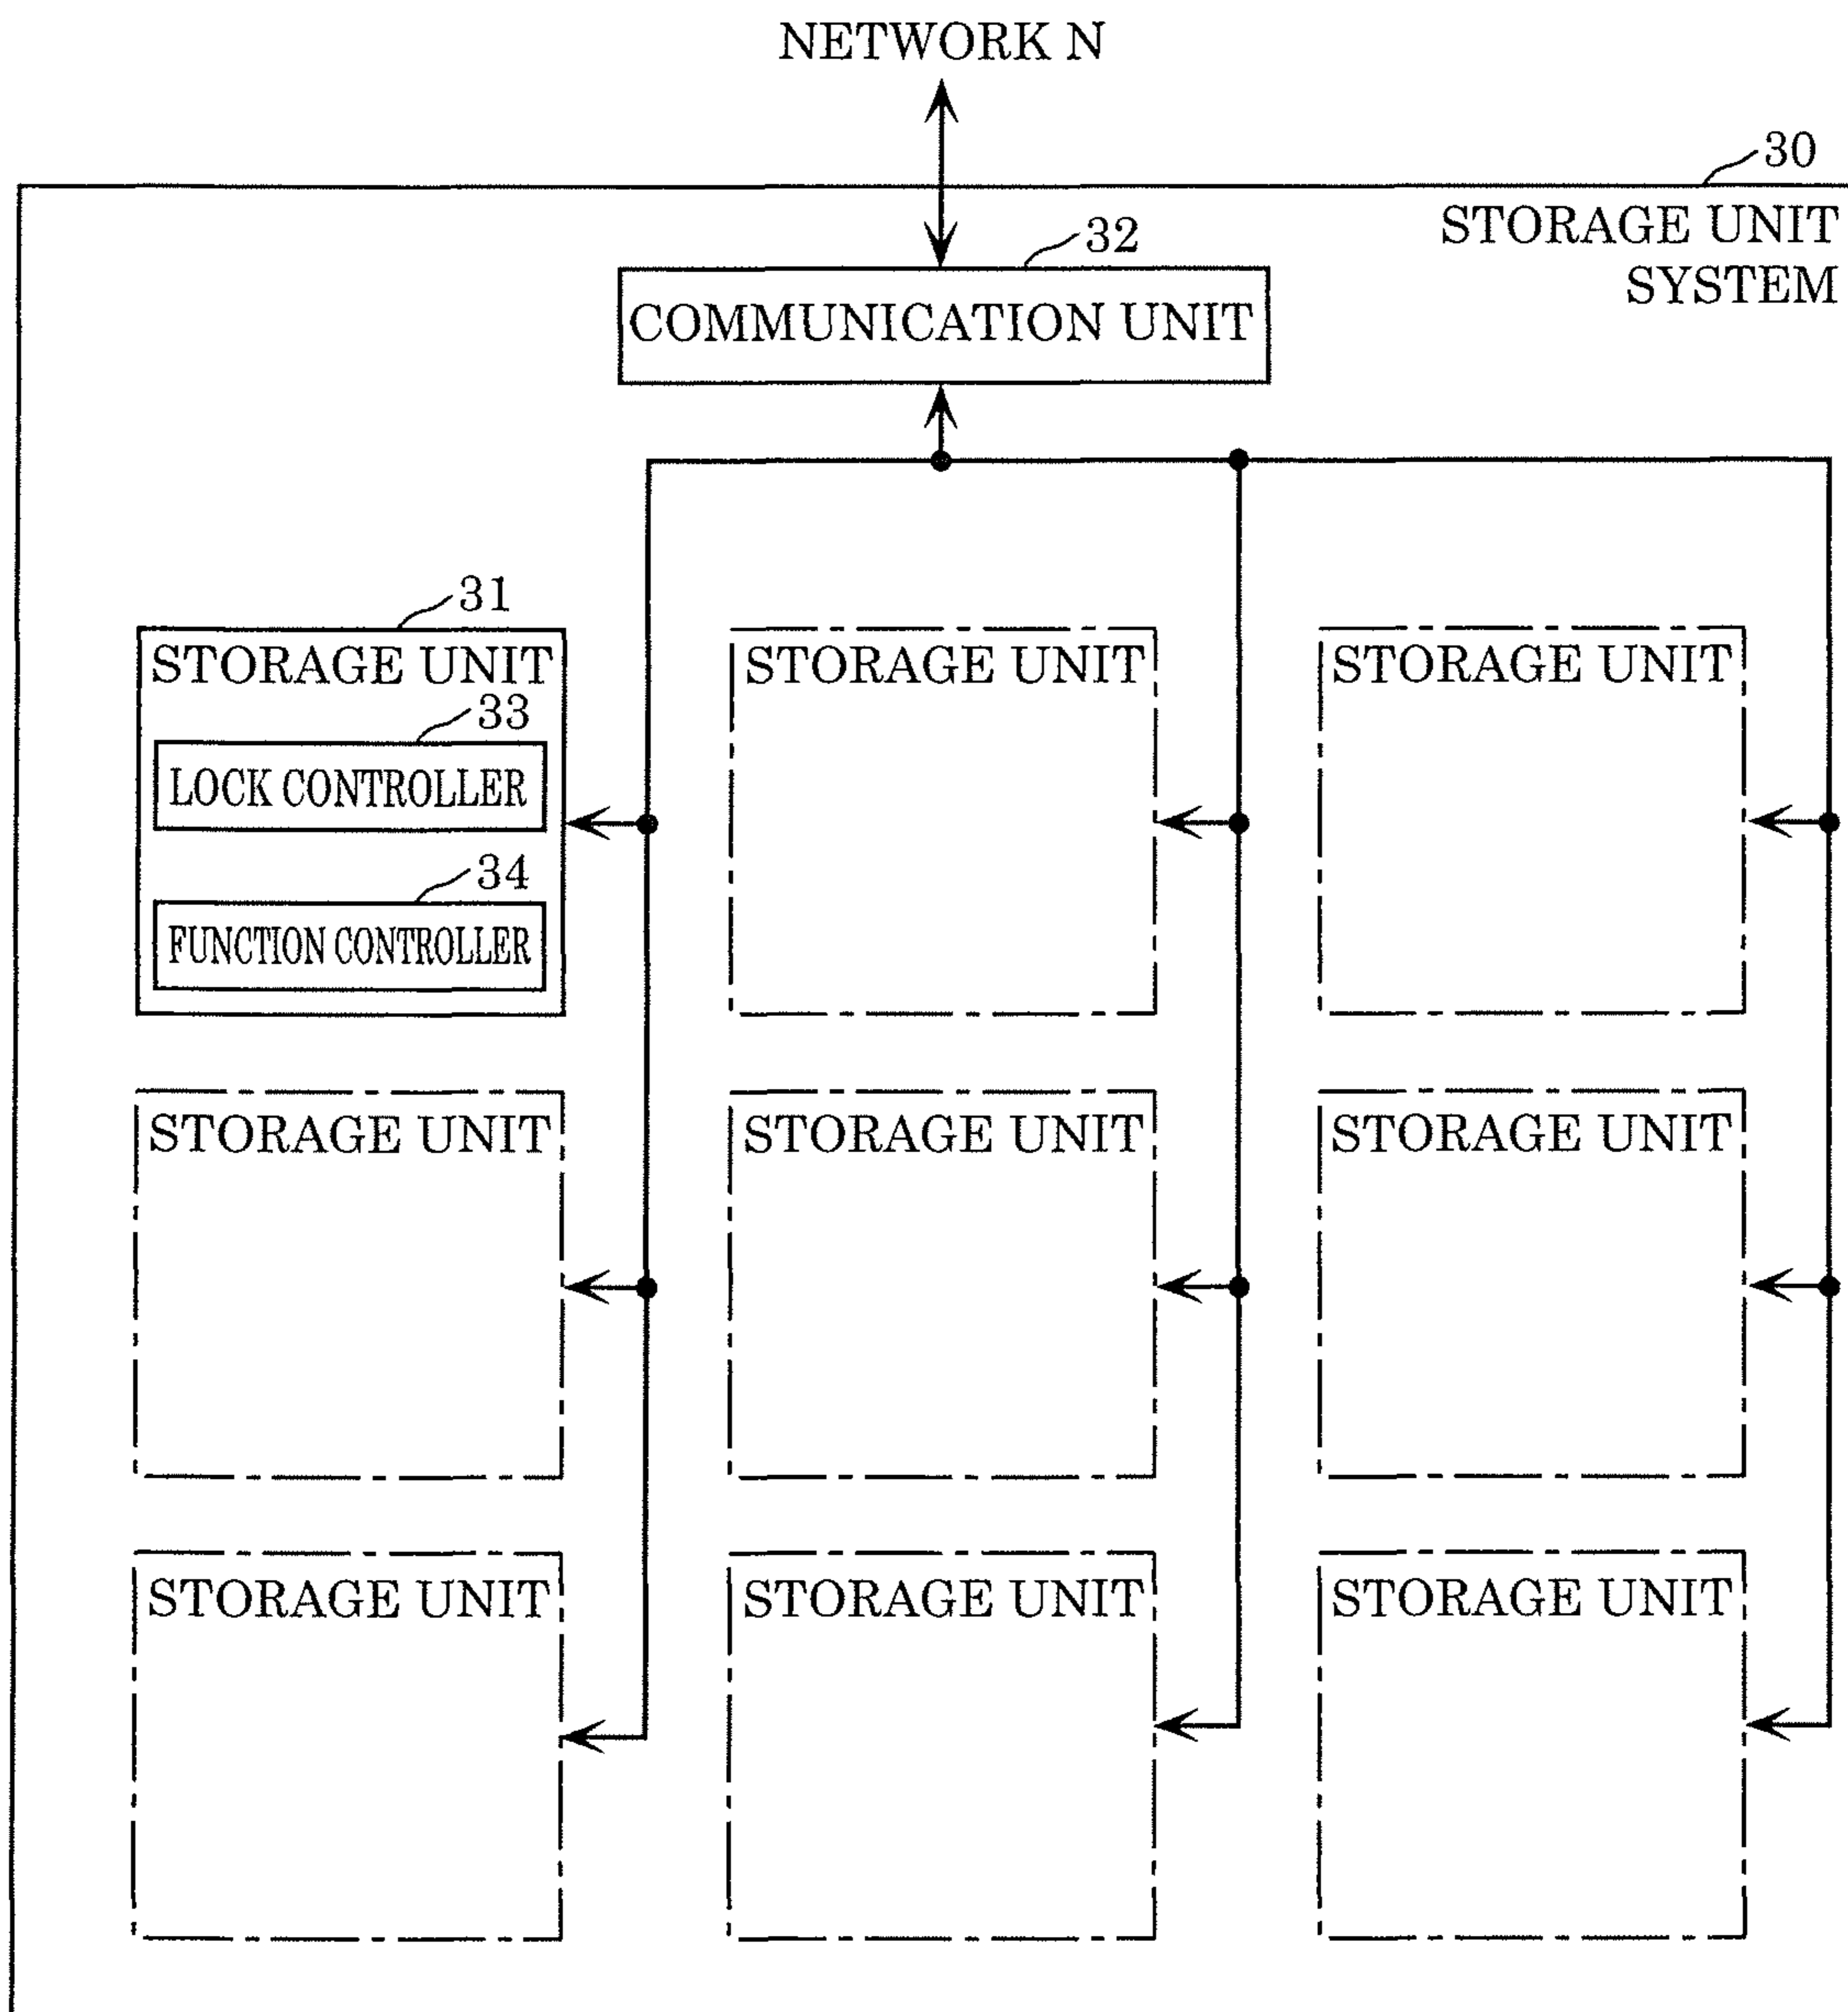 NETWORK N
30
STORAGE UNIT
SYSTEM
32
COMMUNICATION UNIT
31
STORAGE UNIT
33
LOCK CONTROLLER
34
FUNCTION CONTROLLER
STORAGE UNIT
STORAGE UNIT
STORAGE UNIT
STORAGE UNIT
STORAGE UNIT
STORAGE UNIT
STORAGE UNIT
STORAGE UNIT